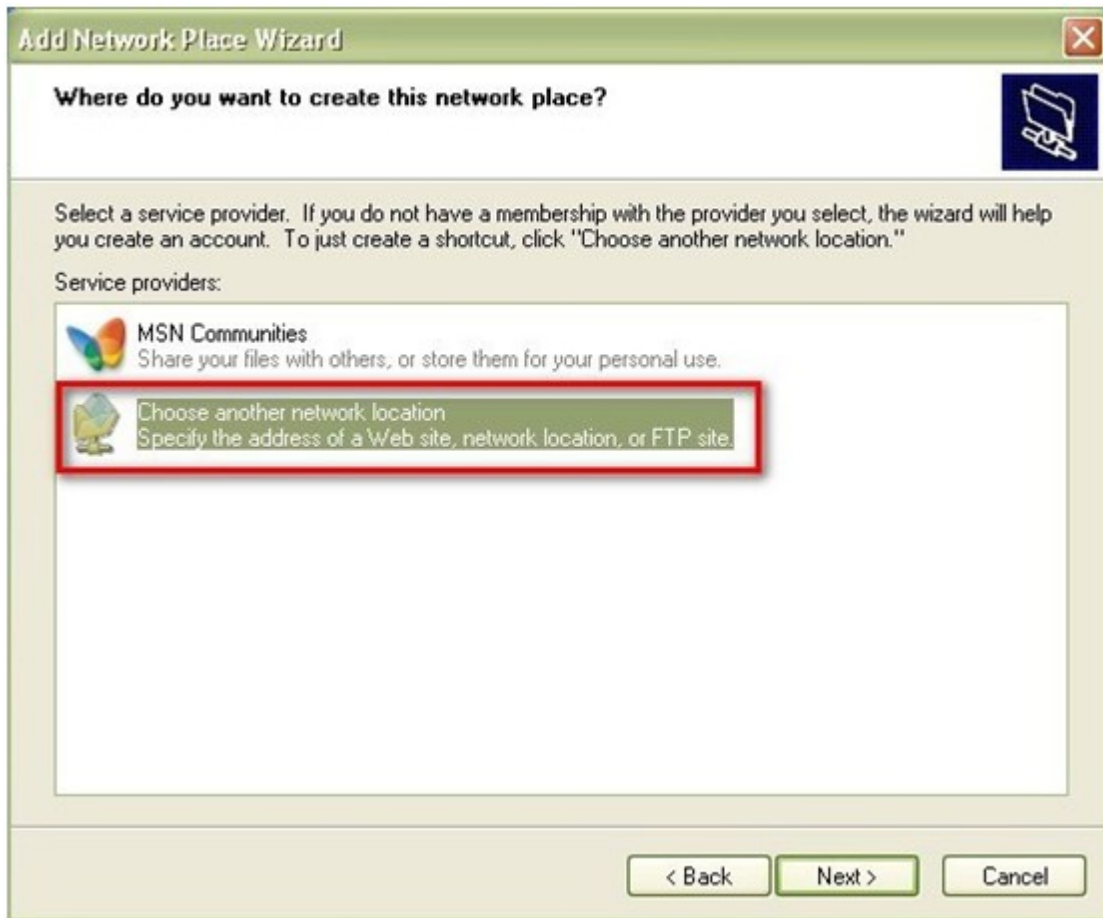 Add Network Place Wizard
Where do you want to create this network place?
Select a service provider.  If you do not have a membership with the provider you select, the wizard will help
you create an account.  To just create a shortcut, click "Choose another network location."
Service providers:
MSN Communities
Share your files with others, or store them for your personal use.
Choose another network location
Specify the address of a Web site, network location, or FTP site.
< Back
Next >
Cancel